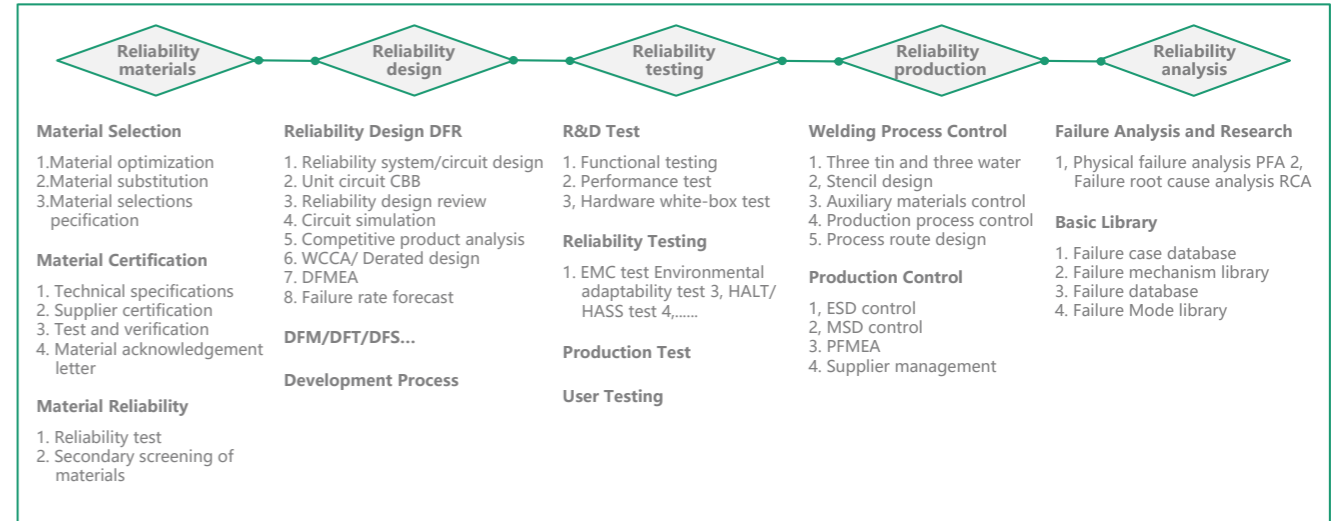 Reliability
materials
Reliability
design
Reliability
testing
Reliability
production
Reliability
analysis
Material Selection
1.Material optimization
2.Material substitution
3.Material selections
pecification
Material Certification
1. Technical specifications
2. Supplier certification
3. Test and verification
4. Material acknowledgement
letter
Material Reliability
1. Reliability test
2. Secondary screening of
materials
Reliability Design DFR
1. Reliability system/circuit design
2. Unit circuit CBB
3. Reliability design review
4. Circuit simulation
5. Competitive product analysis
6. WCCA/ Derated design
7. DFMEA
8. Failure rate forecast
DFM/DFT/DFS...
Development Process
R&D Test
1. Functional testing
2. Performance test
3, Hardware white-box test
Reliability Testing
1. EMC test Environmental
adaptability test 3, HALT/
HASS test 4,......
Production Test
User Testing
Welding Process Control
1. Three tin and three water
2, Stencil design
3. Auxiliary materials control
4. Production process control
5. Process route design
Production Control
1, ESD control
2, MSD control
3. PFMEA
4. Supplier management
Failure Analysis and Research
1, Physical failure analysis PFA 2,
Failure root cause analysis RCA
Basic Library
1. Failure case database
2. Failure mechanism library
3. Failure database
4. Failure Mode library